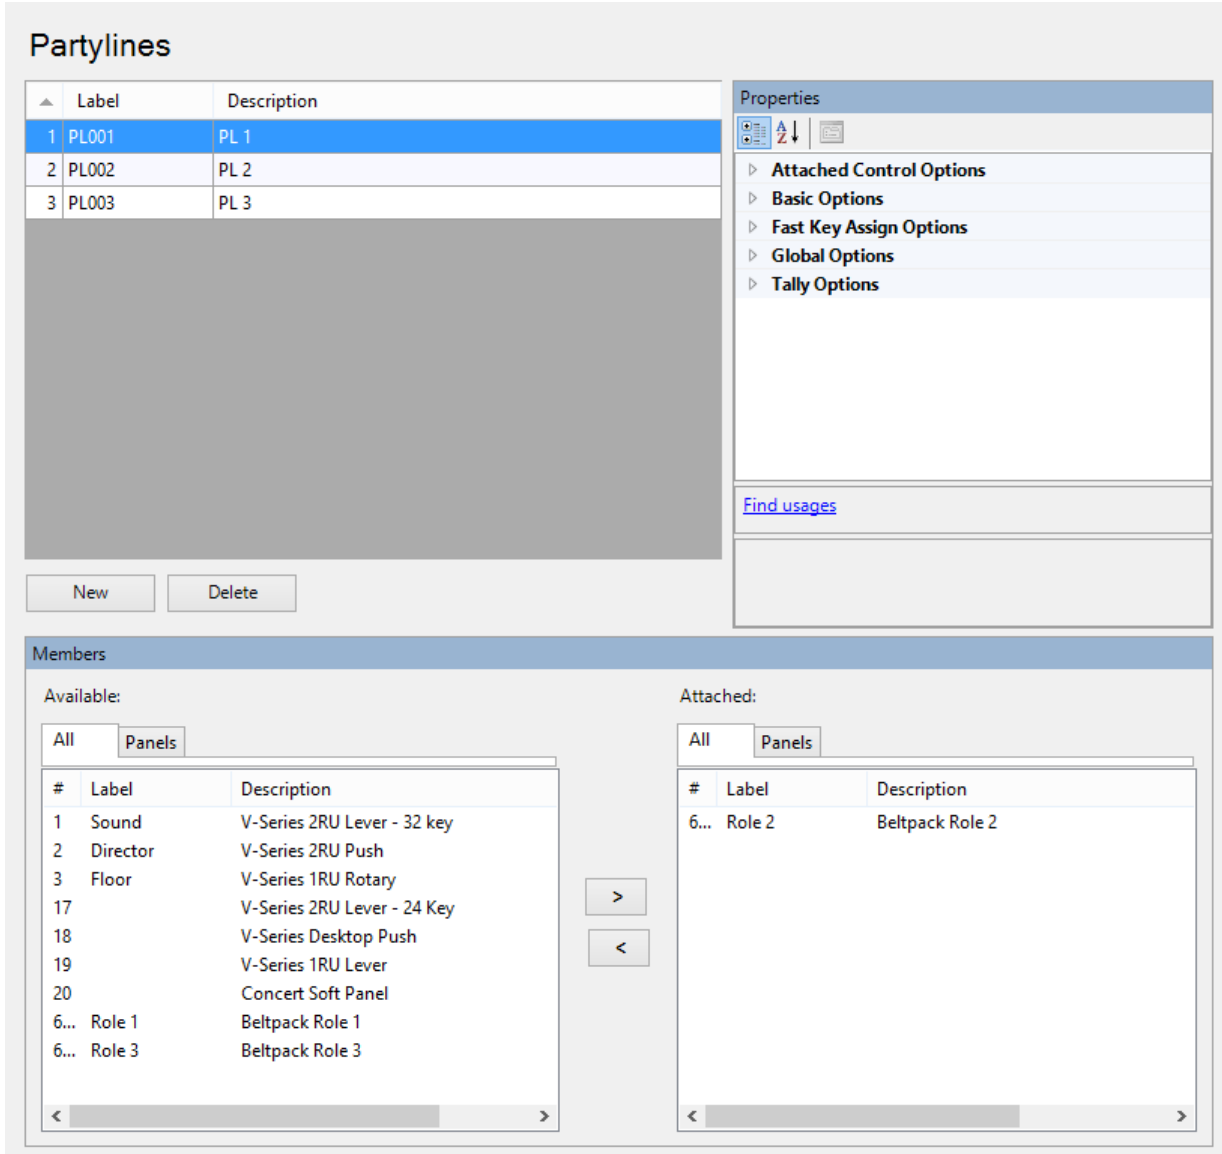 Partylines
Label Description
1 PL001 PL 1
2 PL002 PL 2
3 PL003 PL 3
New Delete
Properties
Attached Control Options
Basic Options
Fast Key Assign Options
Global Options
Tally Options
Find usages
Members
Available:
All Panels
# Label Description
1 Sound V-Series 2RU Lever - 32 key
2 Director V-Series 2RU Push
3 Floor V-Series 1RU Rotary
17 V-Series 2RU Lever - 24 Key
18 V-Series Desktop Push
19 V-Series 1RU Lever
20 Concert Soft Panel
6... Role 1 Beltpack Role 1
6... Role 3 Beltpack Role 3
>
<
Attached:
All Panels
# Label Description
6... Role 2 Beltpack Role 2